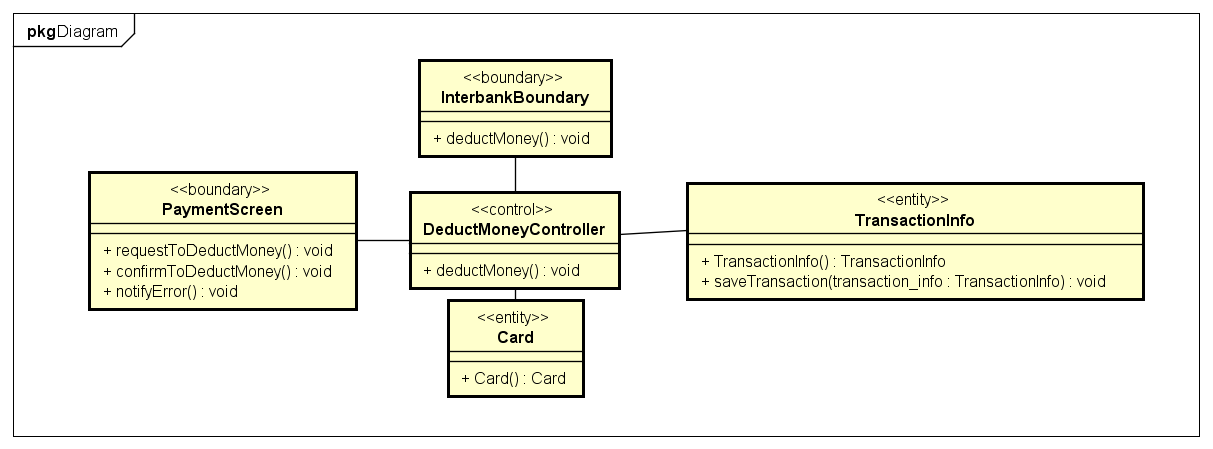 pkgDiagram
<<boundary>>
InterbankBoundary
+ deductMoney() : void
<<boundary>>
PaymentScreen
+ requestToDeductMoney() : void
+ confirmToDeductMoney() : void
+ notifyError() : void
<<control>>
DeductMoneyController
+ deductMoney() : void
<<entity>>
TransactionInfo
+ TransactionInfo() : TransactionInfo
+ saveTransaction(transaction_info : TransactionInfo) : void
<<entity>>
Card
+ Card() : Card